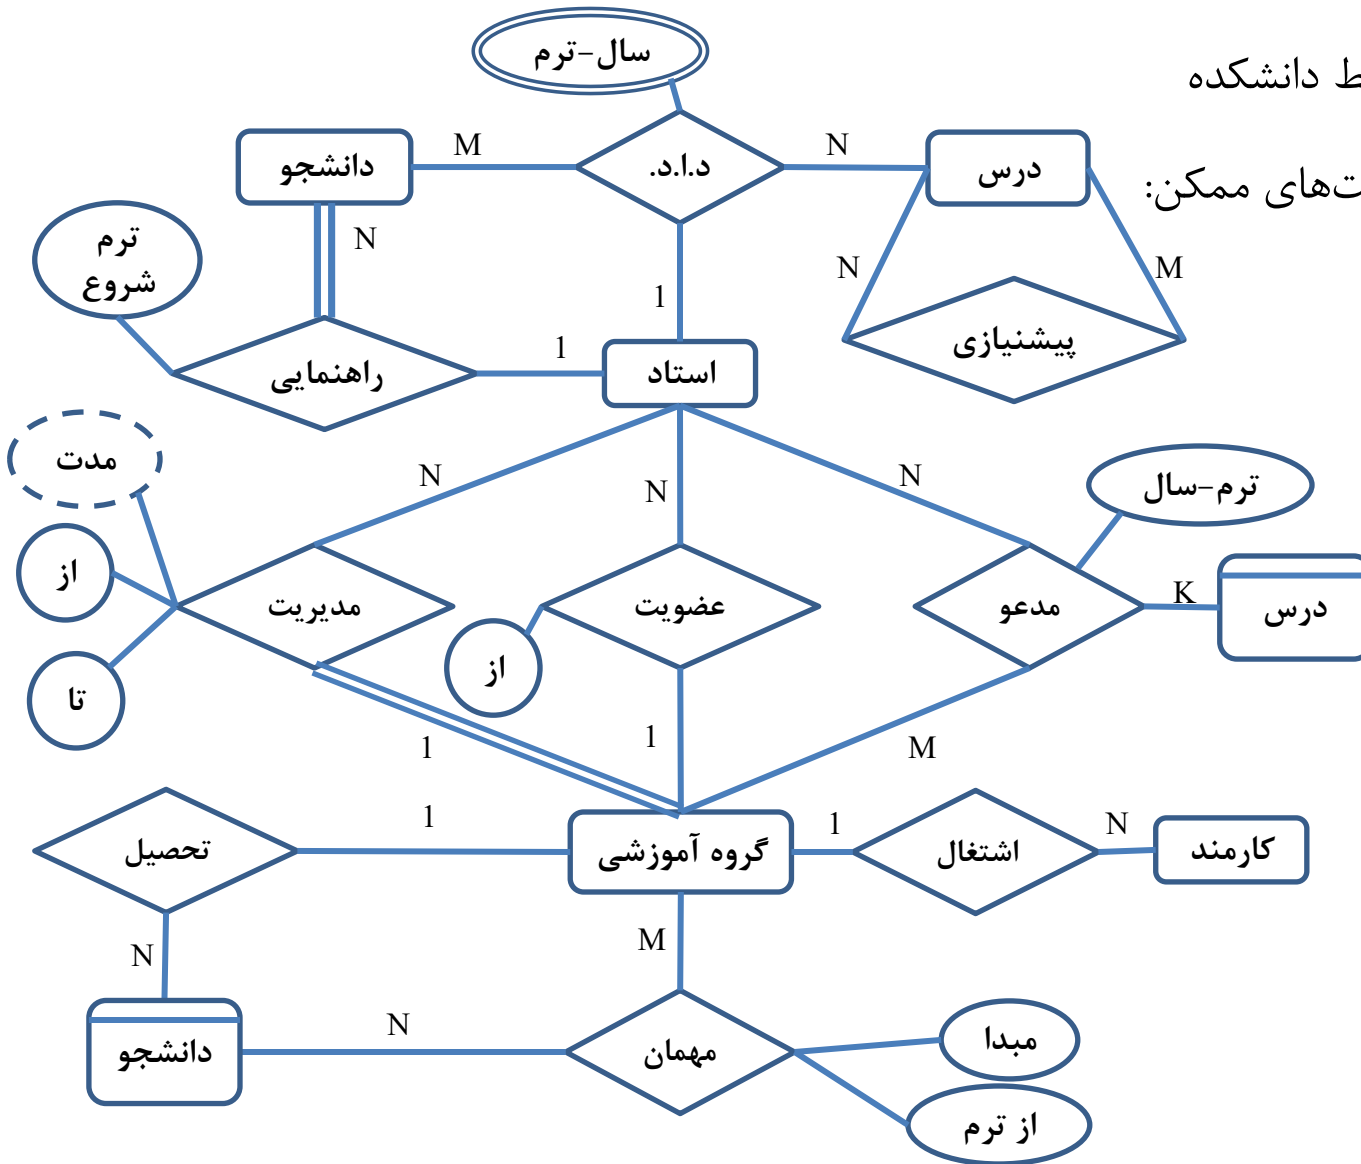 سال-ترم
ط دانشکده
دانشجو
M
د.ا.د.
N
درس
ت‌های ممکن:
ترم
شروع
N
1
N
M
پیشنیازی
راهنمایی
1
استاد
مدت
N
N
N
ترم-سال
از
مدیریت
عضویت
مدعو
K
درس
تا
از
1
1
M
تحصیل
1
گروه آموزشی
1
اشتغال
N
کارمند
N
M
دانشجو
N
مهمان
مبدا
از ترم